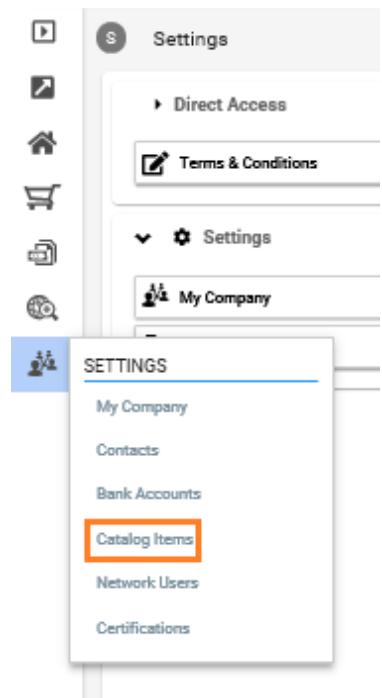 S Settings
Direct Access
Terms & Conditions
Settings
My Company
SETTINGS
My Company
Contacts
Bank Accounts
Catalog Items
Network Users
Certifications